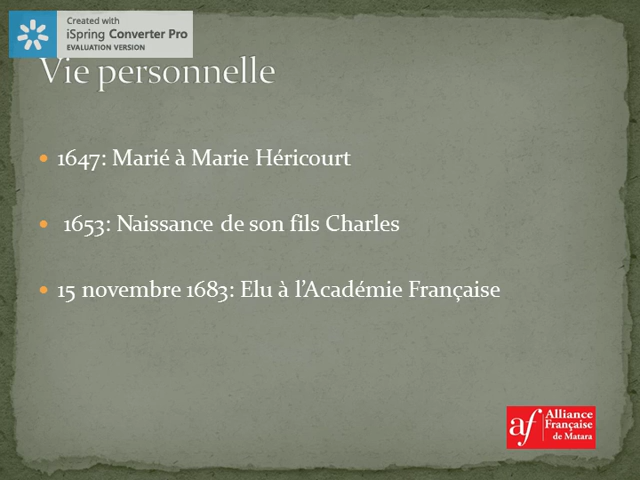 Created with
iSpring Converter Pro
EVALUATION VERSION
Vie personnelle
• 1647: Marié à Marie Héricourt
• 1653: Naissance de son fils Charles
• 15 novembre 1683: Elu à l’Académie Française
af Alliance
Française
de Matara